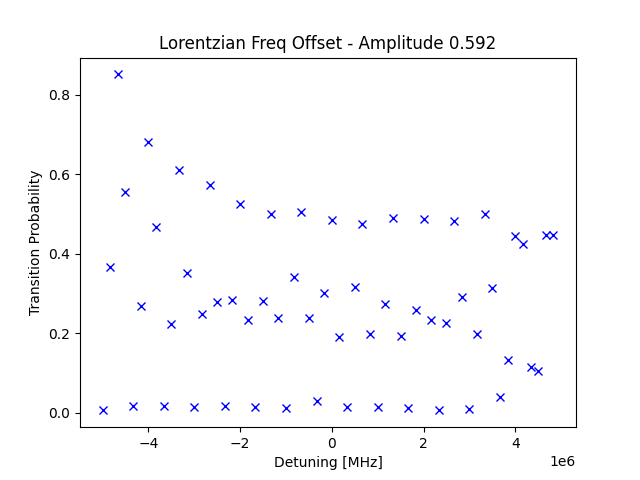 Lorentzian Freq Offset - Amplitude 0.592
Transition Probability
0.8
0.6
0.4
0.2
0.0
−4
−2
0
2
4
1e6
Detuning [MHz]